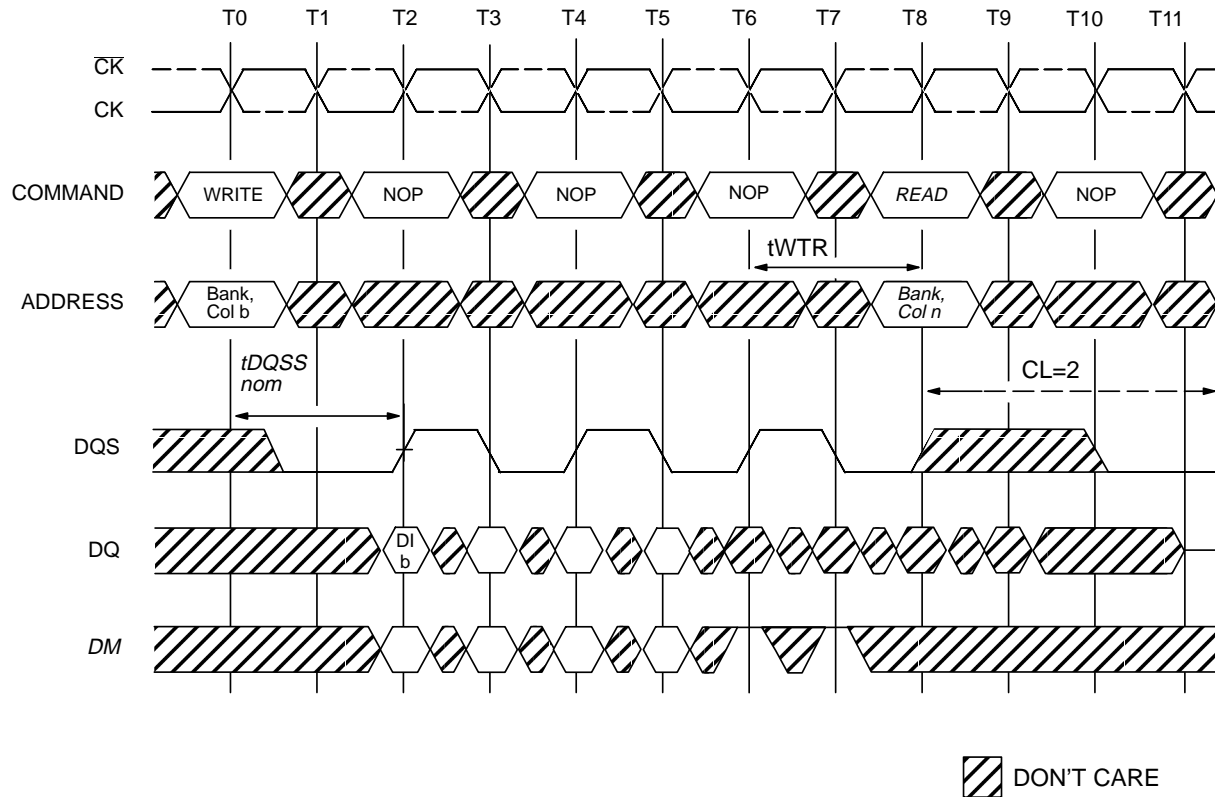 T0 T1 T2 T3 T4 T5 T6 T7 T8 T9 T10 T11
CK
CK
COMMAND WRITE NOP NOP NOP READ NOP
tWTR
ADDRESS Bank, Col b Bank, Col n
tDQSS
nom
CL=2
DQS
DQ DI b
DM
DON'T CARE